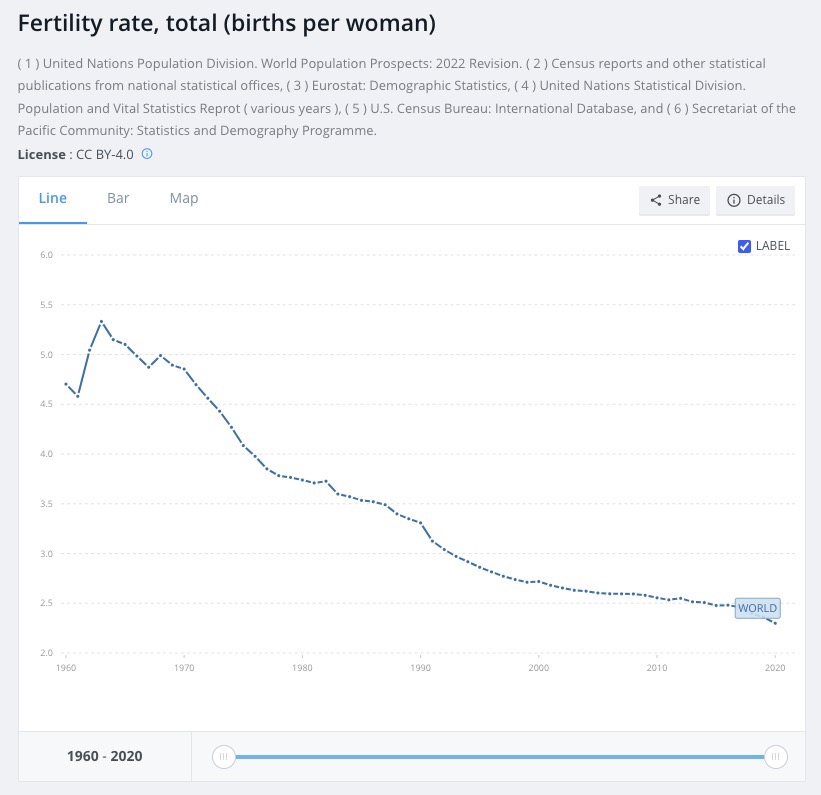 Fertility rate, total (births per woman)
( 1 ) United Nations Population Division. World Population Prospects: 2022 Revision. ( 2 ) Census reports and other statistical
publications from national statistical offices, ( 3 ) Eurostat: Demographic Statistics, ( 4 ) United Nations Statistical Division.
Population and Vital Statistics Reprot ( various years ), ( 5 ) U.S. Census Bureau: International Database, and ( 6 ) Secretariat of the
Pacific Community: Statistics and Demography Programme.
License : CC BY-4.0
Line Bar Map Share Details
LABEL
6.0
5.5
5.0
4.5
4.0
3.5
3.0
2.5
WORLD
2.0
1960 1970 1980 1990 2000 2010 2020
1960 - 2020